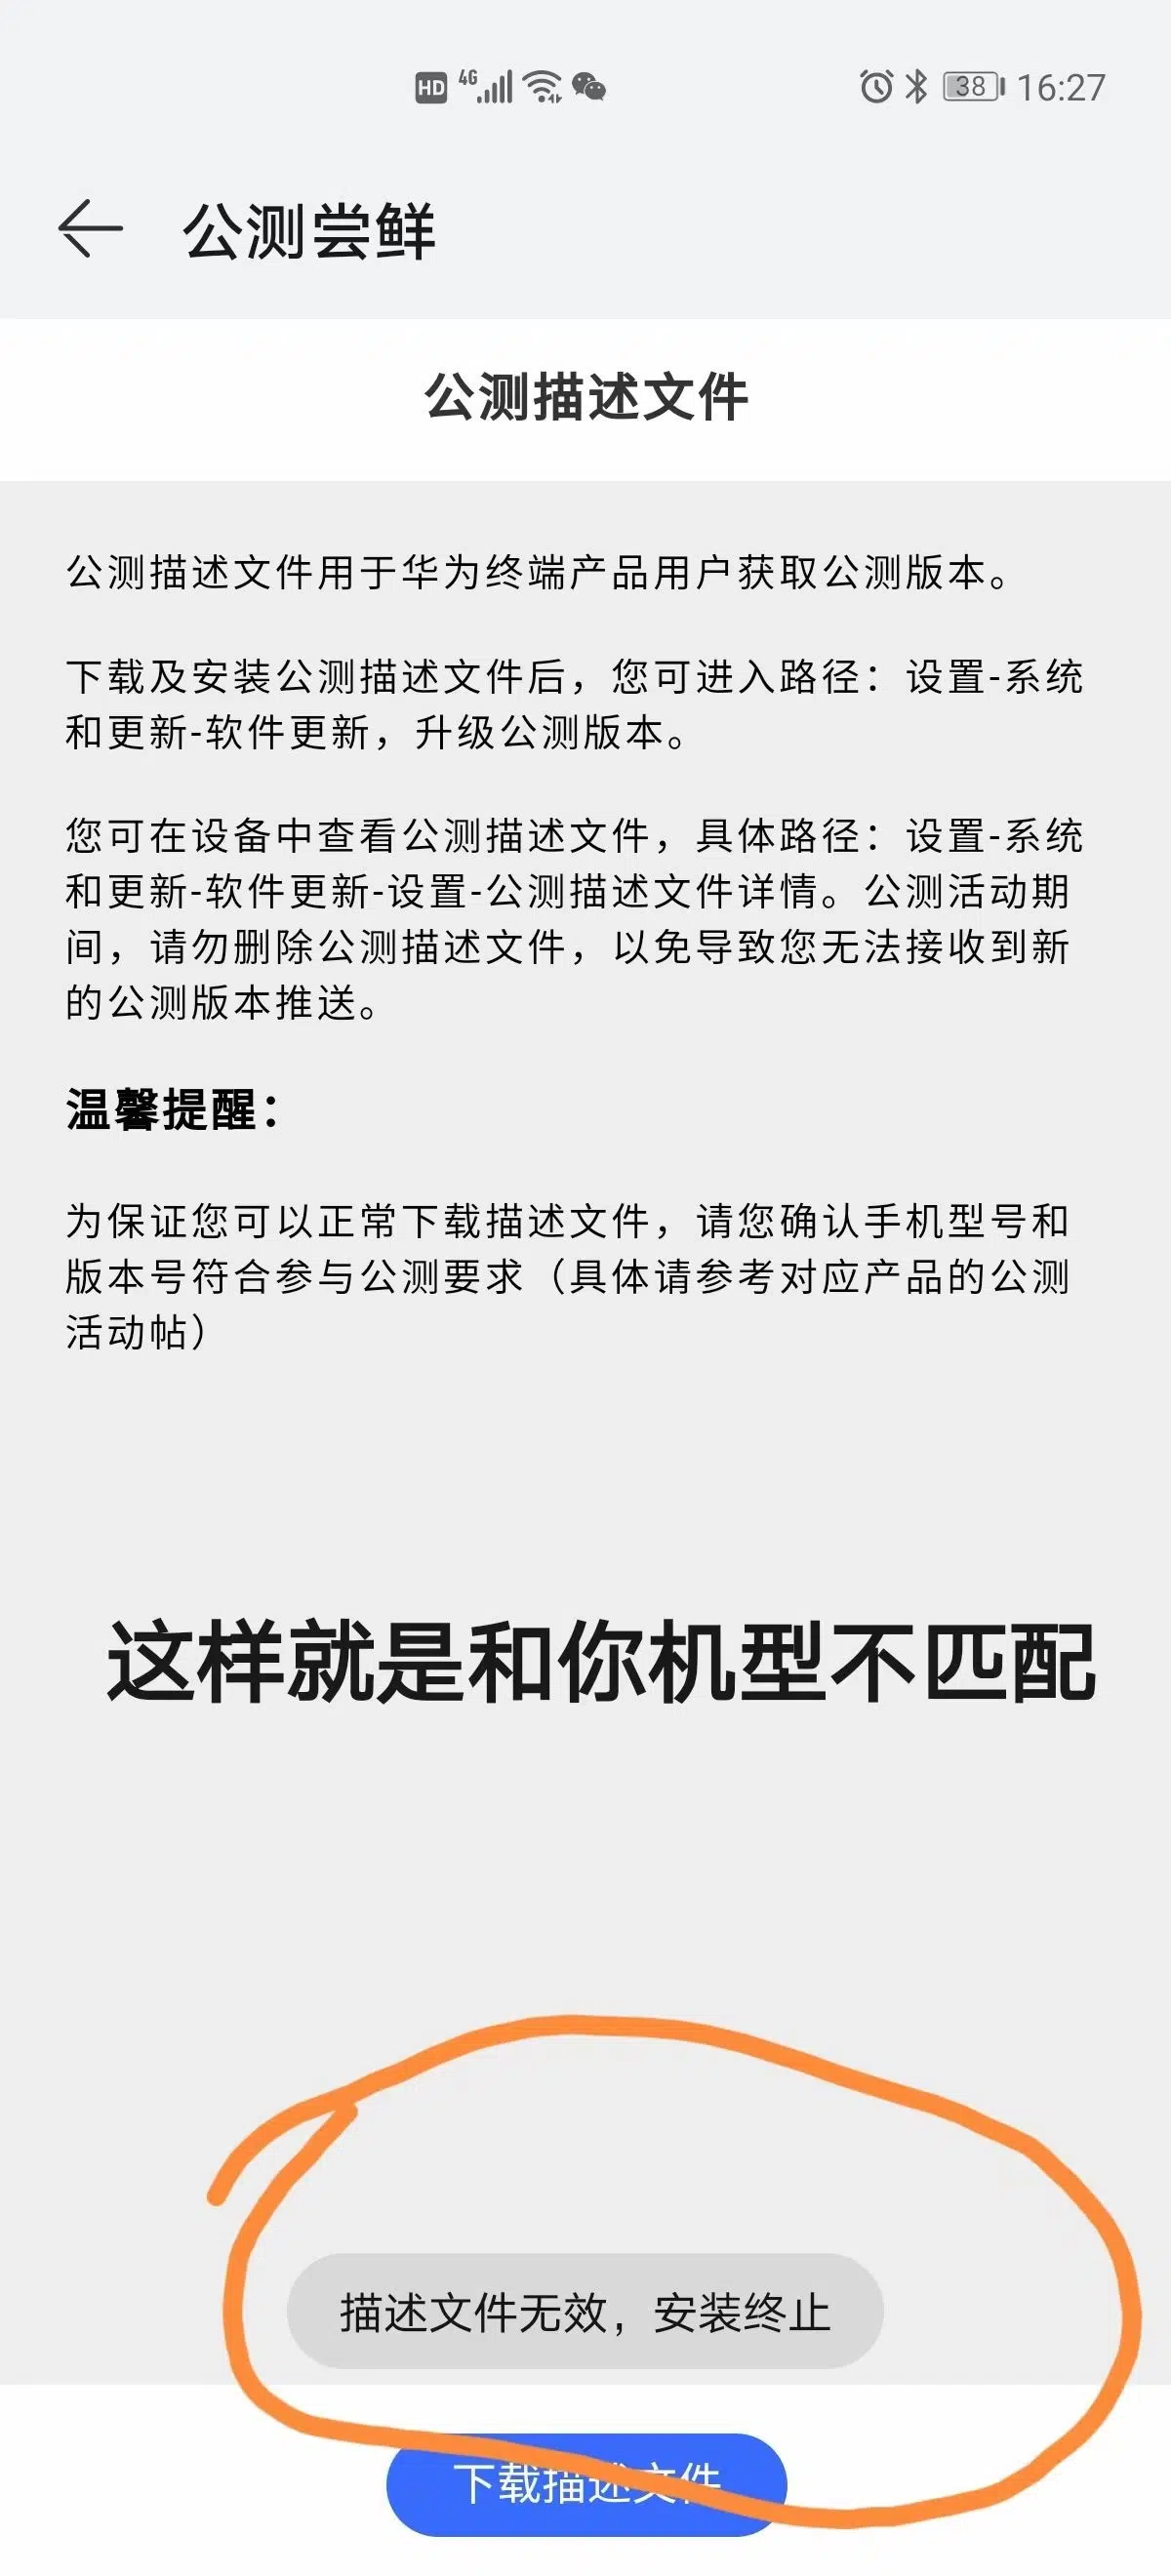 HD 4G 38 16:27
公测尝鲜
公测描述文件
公测描述文件用于华为终端产品用户获取公测版本。
下载及安装公测描述文件后，您可进入路径：设置-系统
和更新-软件更新，升级公测版本。
您可在设备中查看公测描述文件，具体路径：设置-系统
和更新-软件更新-设置-公测描述文件详情。公测活动期
间，请勿删除公测描述文件，以免导致您无法接收到新
的公测版本推送。
温馨提醒：
为保证您可以正常下载描述文件，请您确认手机型号和
版本号符合参与公测要求（具体请参考对应产品的公测
活动帖）
这样就是和你机型不匹配
描述文件无效，安装终止
下载描述文件